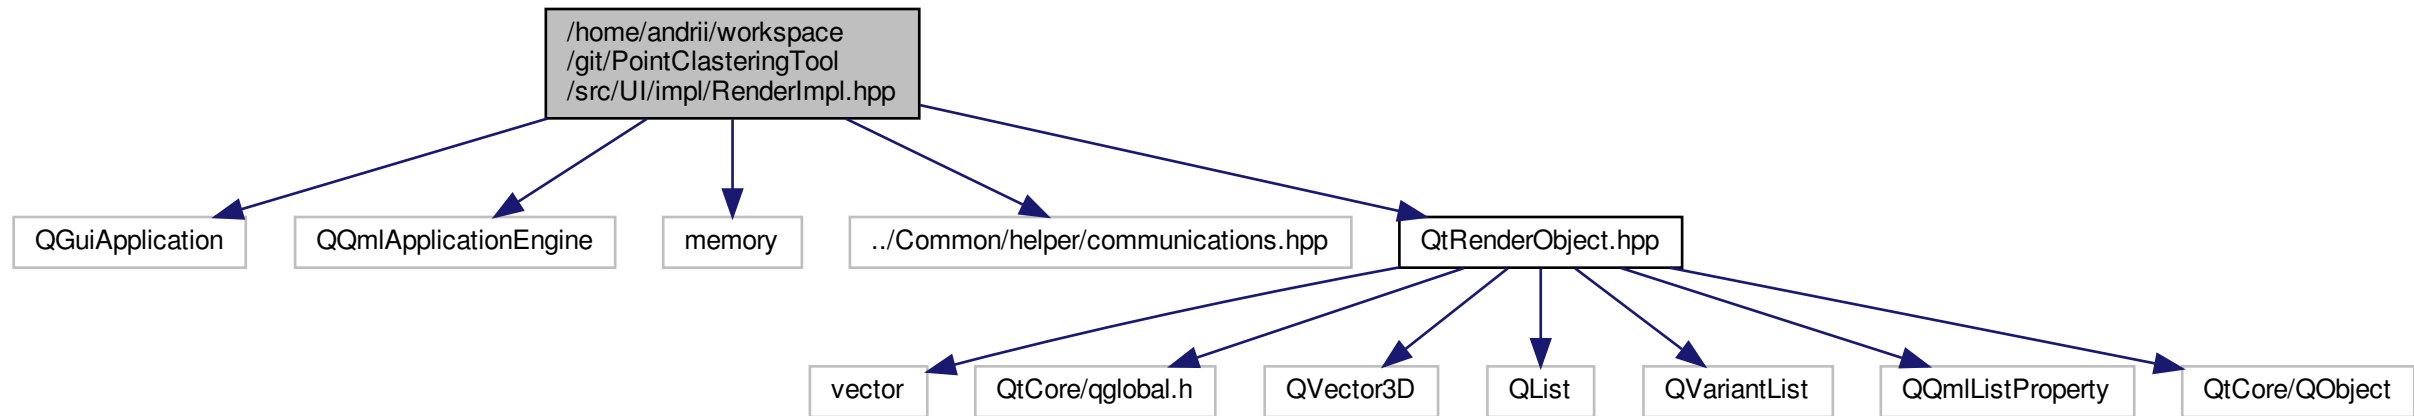 /home/andrii/workspace
/git/PointClasteringTool
/src/UI/impl/RenderImpl.hpp
QGuiApplication
QQmlApplicationEngine
memory
../Common/helper/communications.hpp
QtRenderObject.hpp
vector
QtCore/qglobal.h
QVector3D
QList
QVariantList
QQmlListProperty
QtCore/QObject